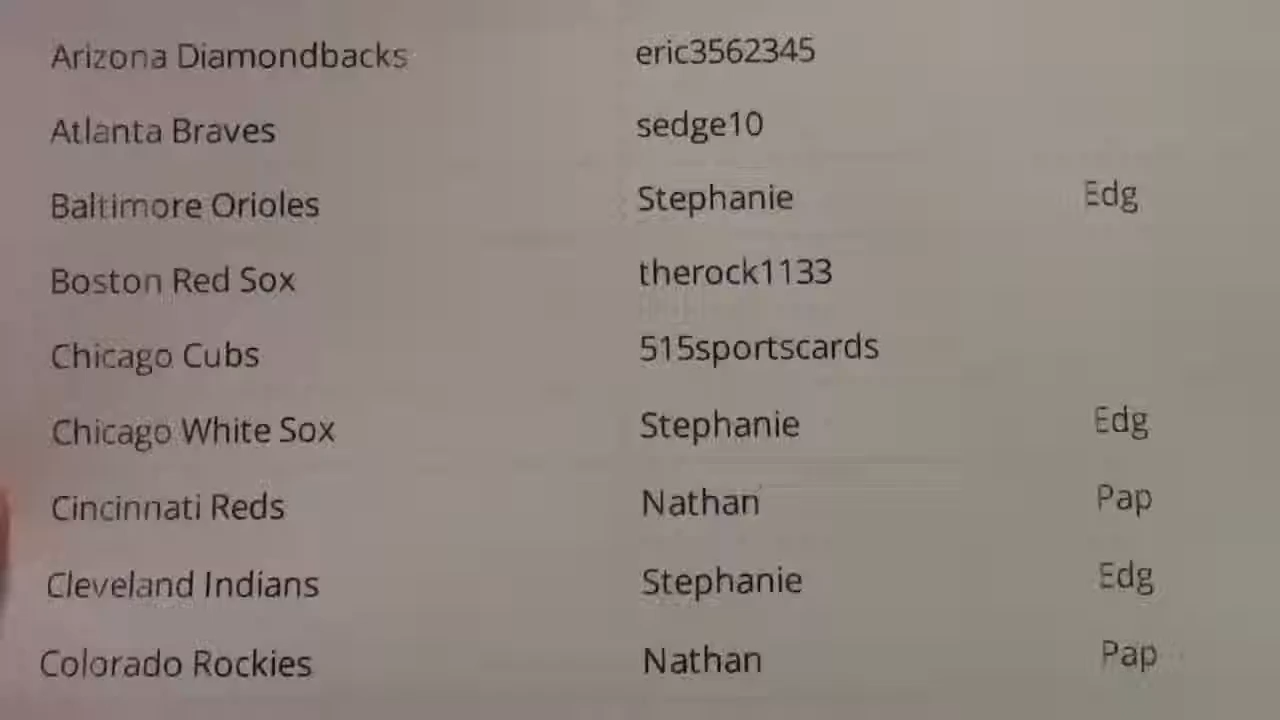 Arizona Diamondbacks eric3562345
Atlanta Braves sedge10
Baltimore Orioles Stephanie Edg
Boston Red Sox therock1133
Chicago Cubs 515sportscards
Chicago White Sox Stephanie Edg
Cincinnati Reds Nathan Pap
Cleveland Indians Stephanie Edg
Colorado Rockies Nathan Pap